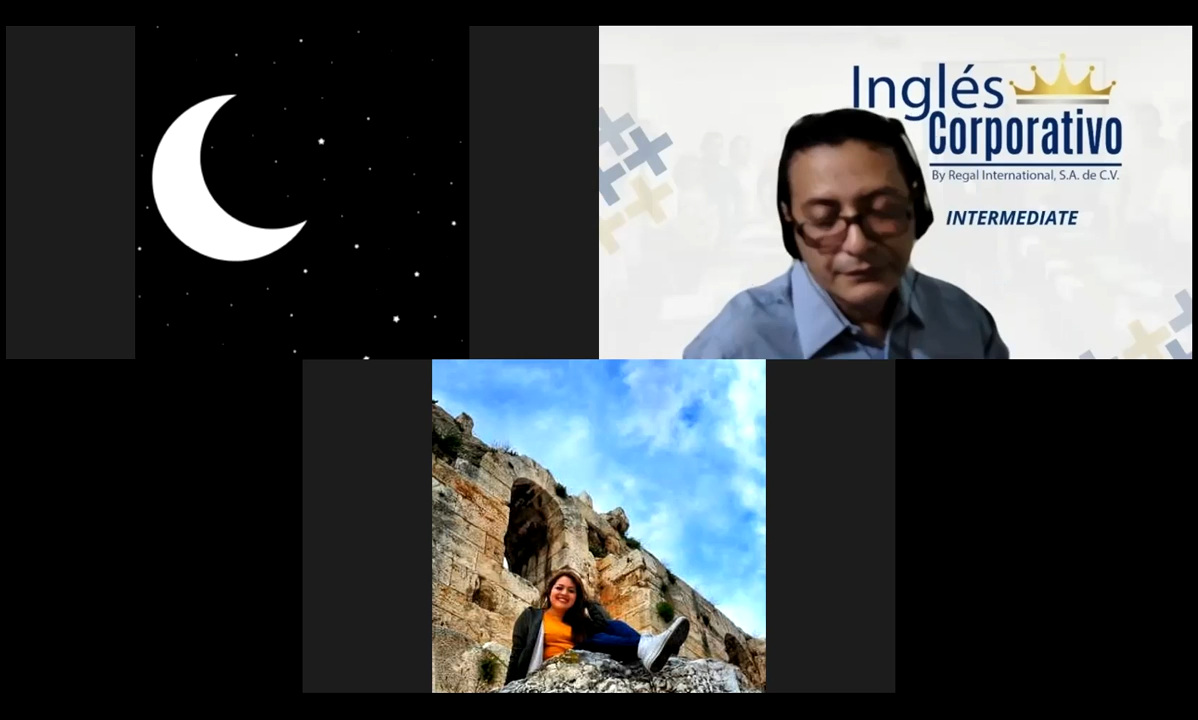 Inglés
Corporativo
By Regal International, S.A. de C.V.
INTERMEDIATE